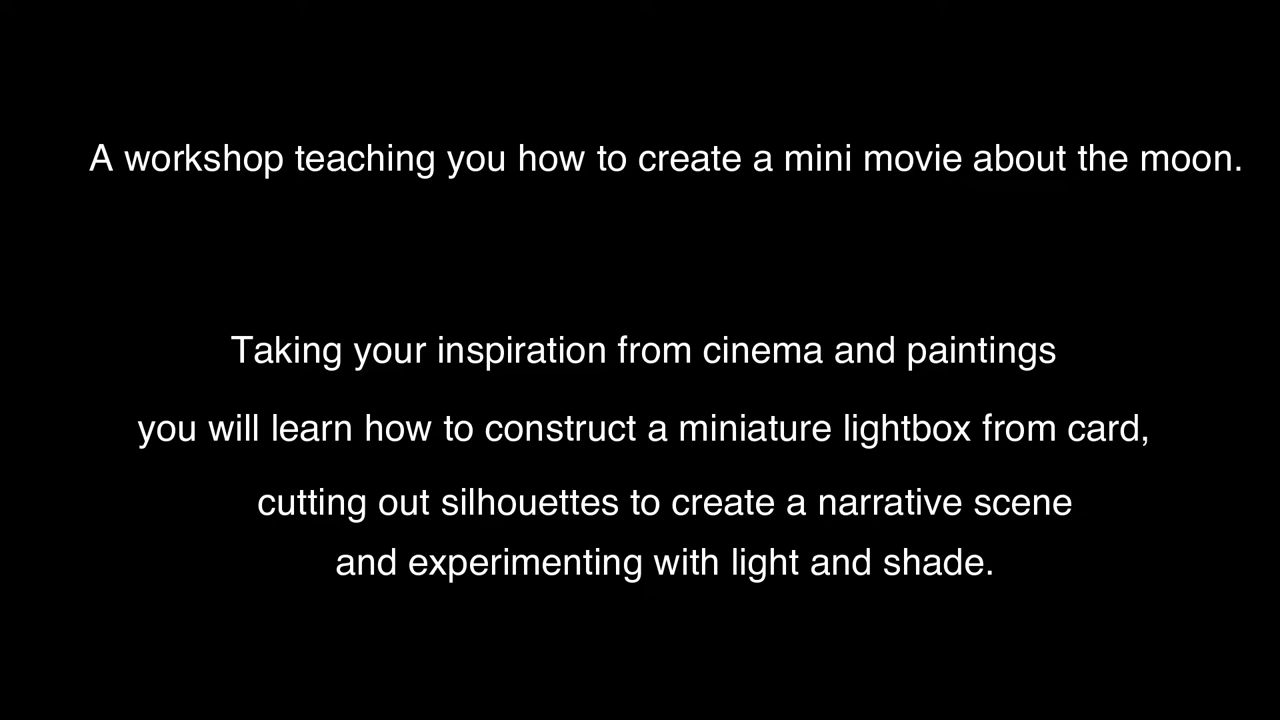 A workshop teaching you how to create a mini movie about the moon.
Taking your inspiration from cinema and paintings
you will learn how to construct a miniature lightbox from card,
cutting out silhouettes to create a narrative scene
and experimenting with light and shade.